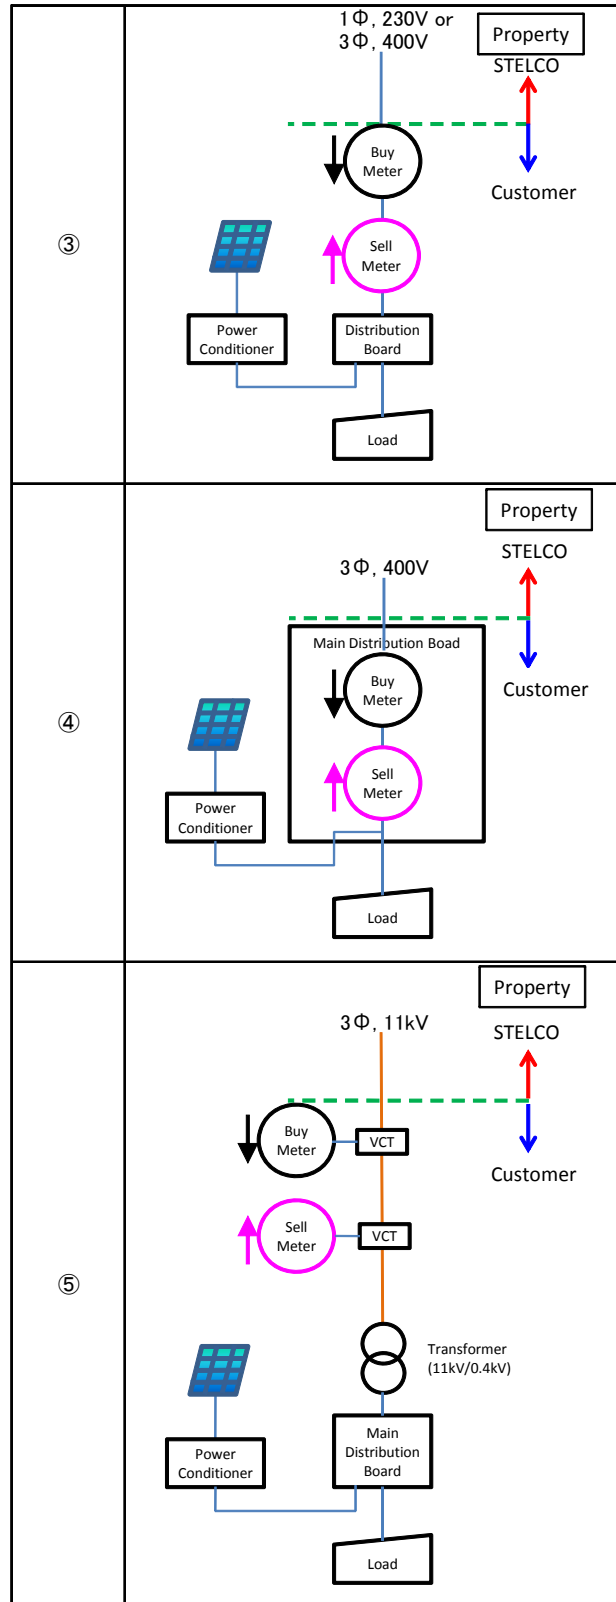 ③
1Φ, 230V or
3Φ, 400V
Property
STELCO
Customer
Buy
Meter
Sell
Meter
Power
Conditioner
Distribution
Board
Load
④
Property
STELCO
3Φ, 400V
Customer
Main Distribution Boad
Buy
Meter
Sell
Meter
Power
Conditioner
Load
⑤
Property
3Φ, 11kV
STELCO
Customer
Buy
Meter
VCT
Sell
Meter
VCT
Transformer
(11kV/0.4kV)
Power
Conditioner
Main
Distribution
Board
Load